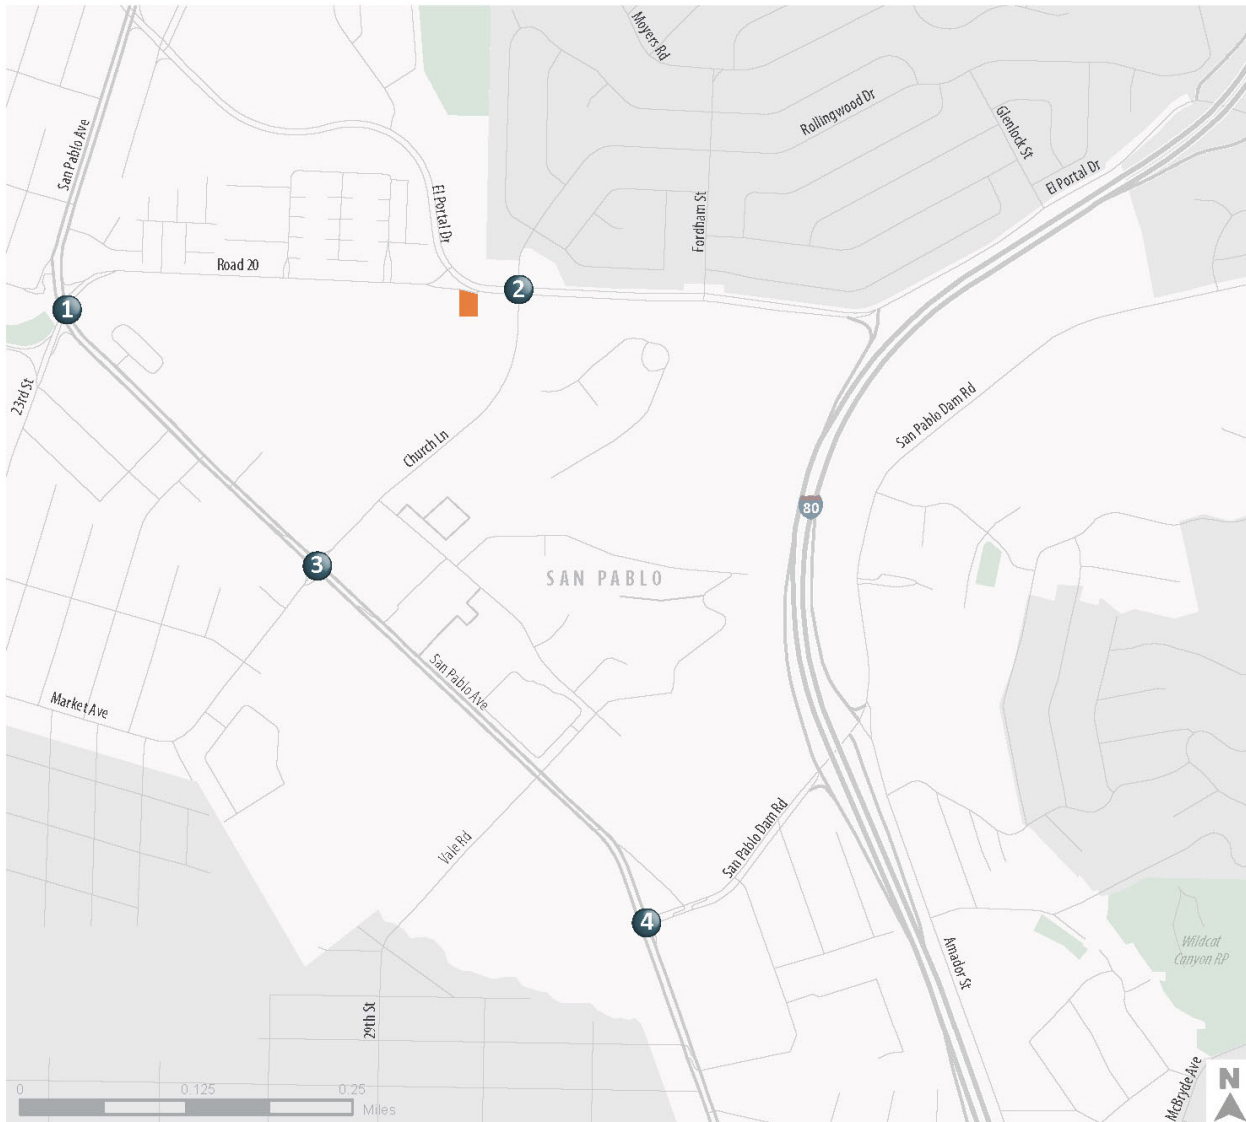 Moyers Rd
Rollingwood Dr
Glenlock St
San Pablo Ave
El Portal Dr
El Portal Dr
Fordham St
Road 20
1
2
23rd St
San Pablo Dam Rd
Church Ln
80
3
SAN PABLO
San Pablo Ave
Market Ave
Vale Rd
San Pablo Dam Rd
4
Amador St
Wildcat
Canyon RP
29th St
McBryde Ave
N
0 0.125 0.25
Miles